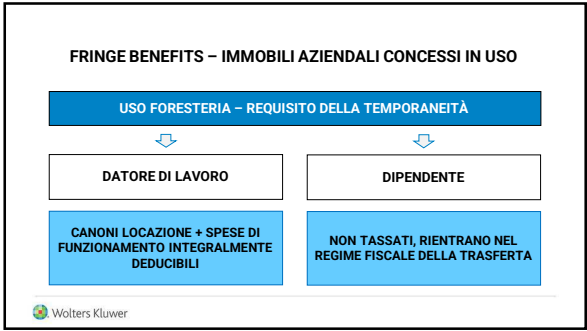 FRINGE BENEFITS – IMMOBILI AZIENDALI CONCESSI IN USO
USO FORESTERIA – REQUISITO DELLA TEMPORANEITÀ
DATORE DI LAVORO
DIPENDENTE
CANONI LOCAZIONE + SPESE DI
FUNZIONAMENTO INTEGRALMENTE
DEDUCIBILI
NON TASSATI, RIENTRANO NEL
REGIME FISCALE DELLA TRASFERTA
Wolters Kluwer